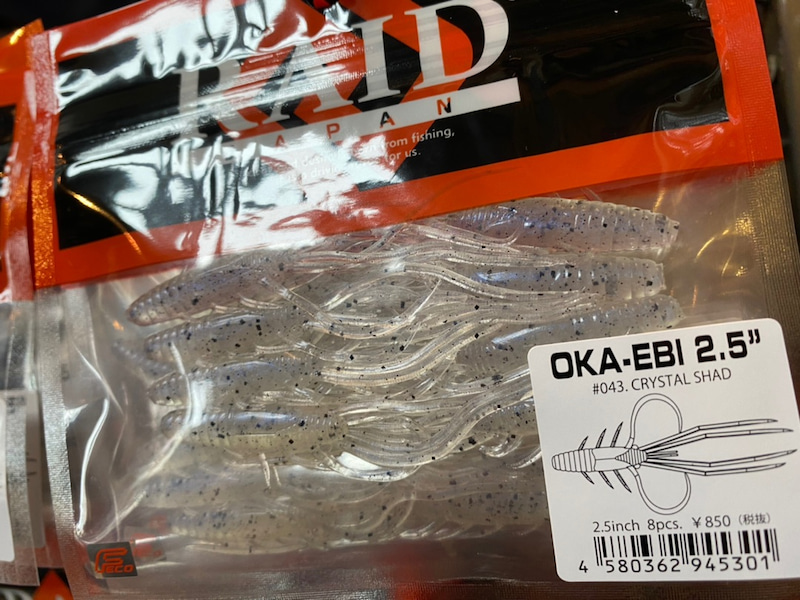 RAID
JAPAN
from fishing,
for us.
OKA-EBI 2.5”
#043. CRYSTAL SHAD
2.5inch 8pcs. ¥850（税抜）
4 580362 945301